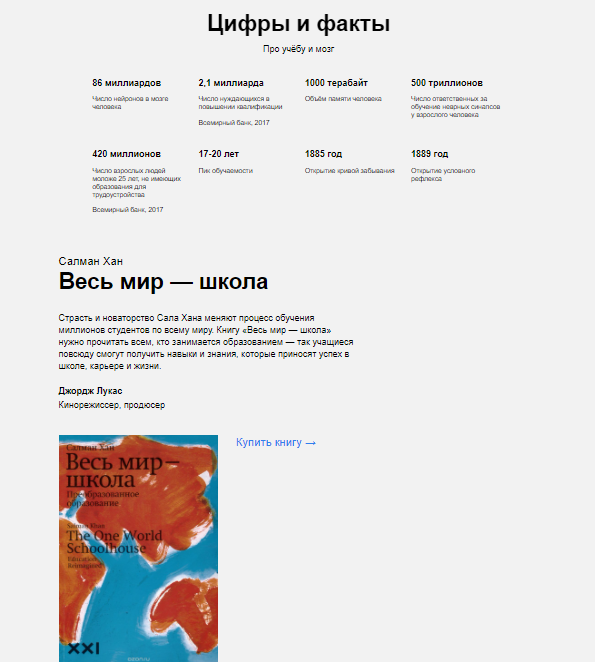 Цифры и факты
Про учёбу и мозг
86 миллиардов
Число нейронов в мозге
человека
2,1 миллиарда
Число нуждающихся в
повышении квалификации
Всемирный банк, 2017
1000 терабайт
Объём памяти человека
500 триллионов
Число ответственных за
обучение неврных синапсов
у взрослого человека
420 миллионов
Число взрослых людей
моложе 25 лет, не имеющих
образования для
трудоустройства
Всемирный банк, 2017
17-20 лет
Пик обучаемости
1885 год
Открытие кривой забывания
1889 год
Открытие условного
рефлекса
Салман Хан
Весь мир — школа
Страсть и новаторство Сала Хана меняют процесс обучения
миллионов студентов по всему миру. Книгу «Весь мир — школа»
нужно прочитать всем, кто занимается образованием — так учащиеся
повсюду смогут получить навыки и знания, которые приносят успех в
школе, карьере и жизни.
Джордж Лукас
Кинорежиссер, продюсер
Купить книгу →
Салман Хан
Весь мир—
школа
Преобразованное
образование
Salman Khan
The One World
Schoolhouse
Education
Reimagined
XXI